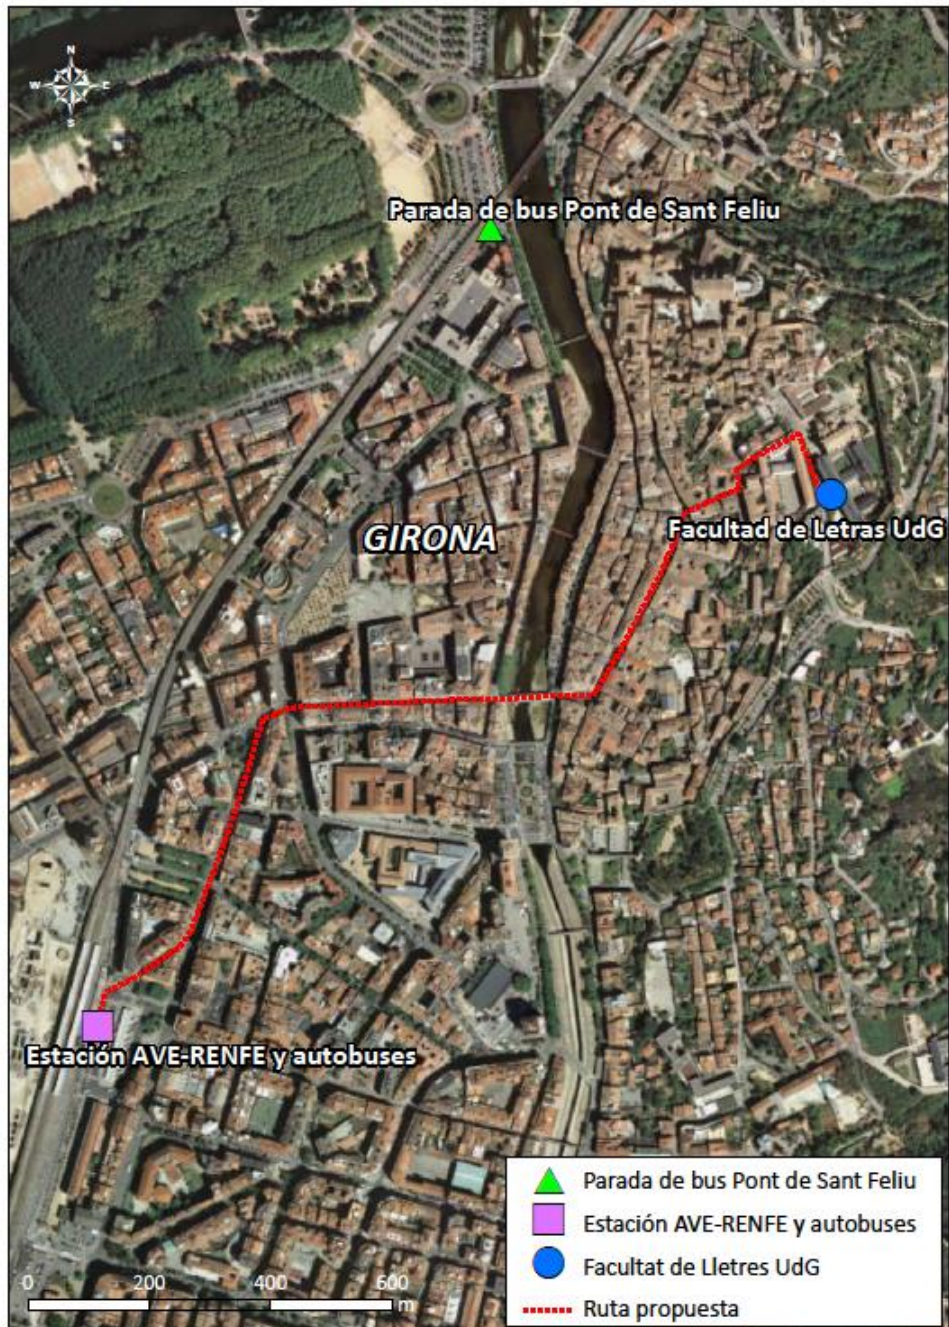 N
W E
S
Parada de bus Pont de Sant Feliu
GIRONA
Facultad de Letras UdG
Estación AVE-RENFE y autobuses
Parada de bus Pont de Sant Feliu
Estación AVE-RENFE y autobuses
Facultat de Lletres UdG
Ruta propuesta
0 200 400 600
m